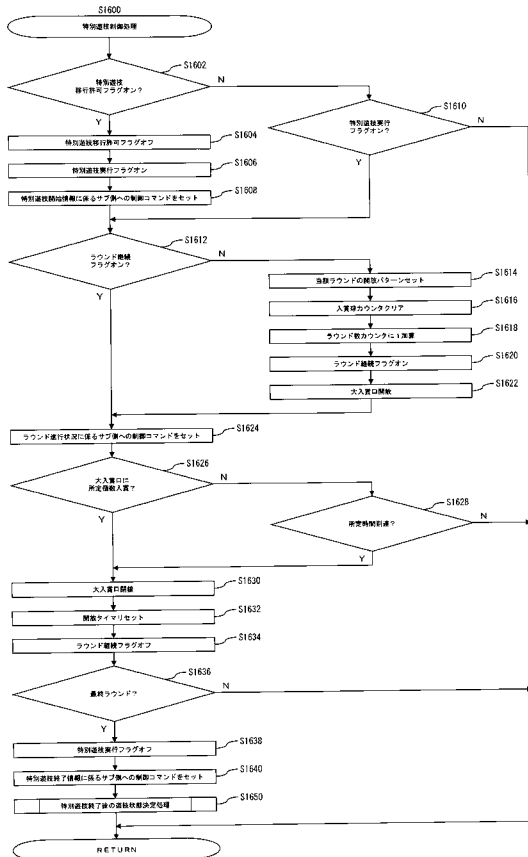 S1600
特別遊技制御処理
S1602
特別遊技
移行許可フラグオン？
N
Y
S1610
特別遊技実行
フラグオン？
N
Y
S1604
特別遊技移行許可フラグオフ
S1606
特別遊技実行フラグオン
S1608
特別遊技開始情報に係るサブ側への制御コマンドをセット
S1612
ラウンド継続
フラグオン？
N
Y
S1614
当該ラウンドの開放パターンセット
S1616
入賞球カウンタクリア
S1618
ラウンド数カウンタに1加算
S1620
ラウンド継続フラグオン
S1622
大入賞口開放
S1624
ラウンド進行状況に係るサブ側への制御コマンドをセット
S1626
大入賞口に
所定個数入賞？
N
Y
S1628
所定時間到達？
N
Y
S1630
大入賞口閉鎖
S1632
開放タイマリセット
S1634
ラウンド継続フラグオフ
S1636
最終ラウンド？
N
Y
S1638
特別遊技実行フラグオフ
S1640
特別遊技終了情報に係るサブ側への制御コマンドをセット
S1650
特別遊技終了後の遊技状態決定処理
RETURN